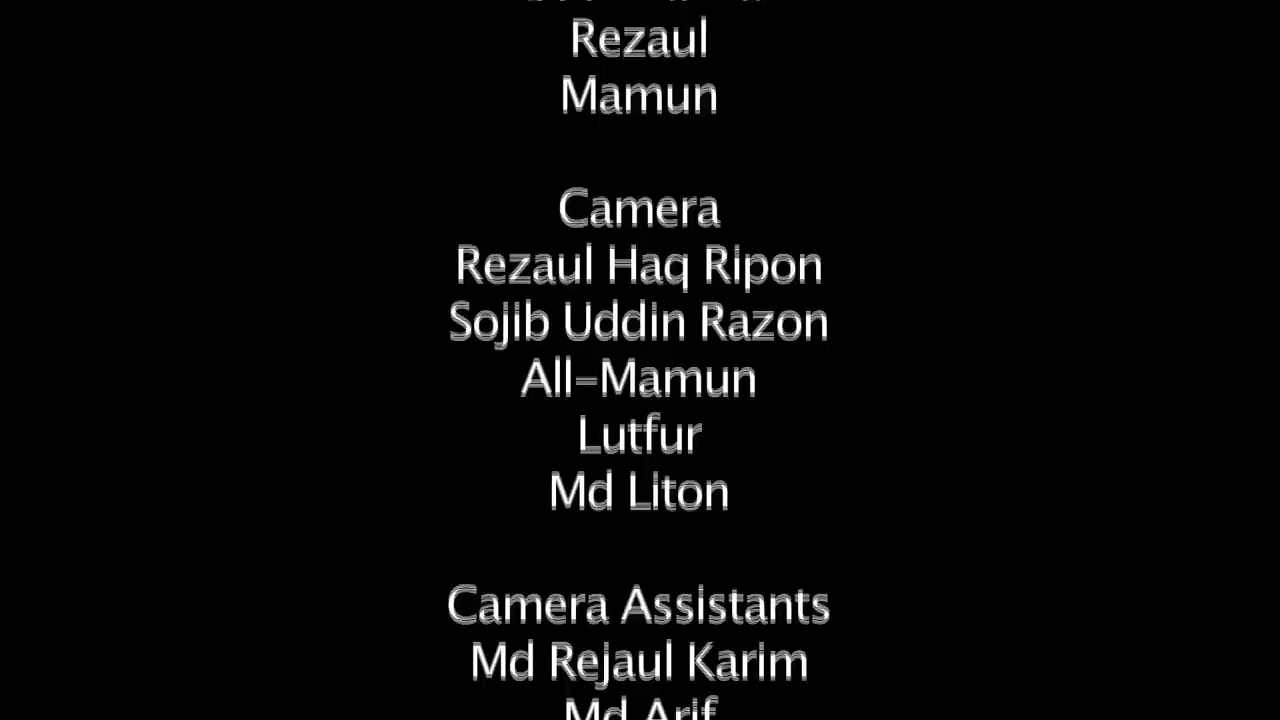 Rezaul
Mamun
Camera
Rezaul Haq Ripon
Sojib Uddin Razon
All-Mamun
Lutfur
Md Liton
Camera Assistants
Md Rejaul Karim
Md Arif